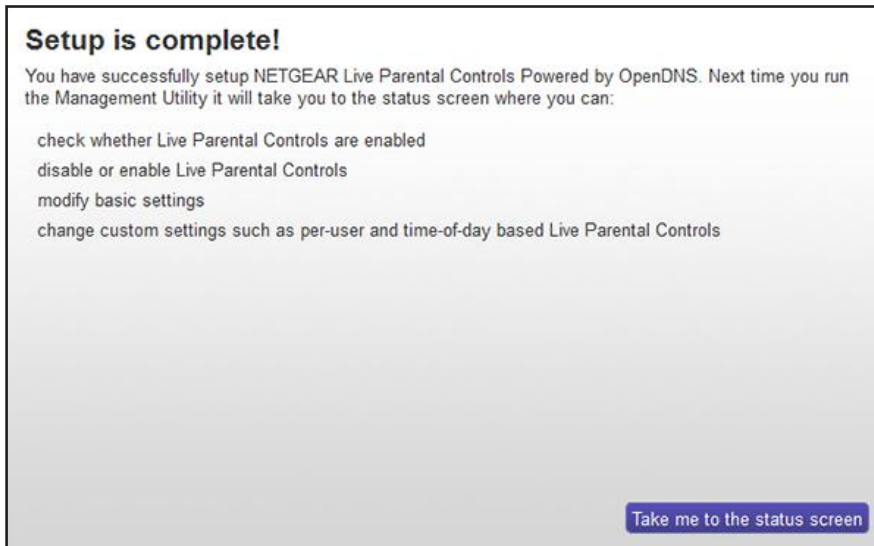 Setup is complete!
You have successfully setup NETGEAR Live Parental Controls Powered by OpenDNS. Next time you run
the Management Utility it will take you to the status screen where you can:
check whether Live Parental Controls are enabled
disable or enable Live Parental Controls
modify basic settings
change custom settings such as per-user and time-of-day based Live Parental Controls
Take me to the status screen